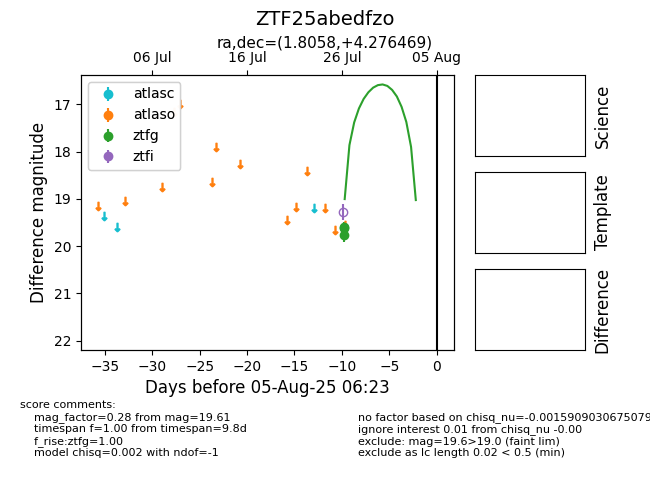 ZTF25abedfzo
ra,dec=(1.8058,+4.276469)
06 Jul
16 Jul
26 Jul
05 Aug
atlasc
atlaso
ztfg
ztfi
17
18
19
20
21
22
Difference magnitude
−35
−30
−25
−20
−15
−10
−5
0
Days before 05-Aug-25 06:23
Science
Template
Difference
score comments:
mag_factor=0.28 from mag=19.61
timespan f=1.00 from timespan=9.8d
f_rise:ztfg=1.00
model chisq=0.002 with ndof=-1
no factor based on chisq_nu=-0.0015909030675079
ignore interest 0.01 from chisq_nu -0.00
exclude: mag=19.6>19.0 (faint lim)
exclude as lc length 0.02 < 0.5 (min)